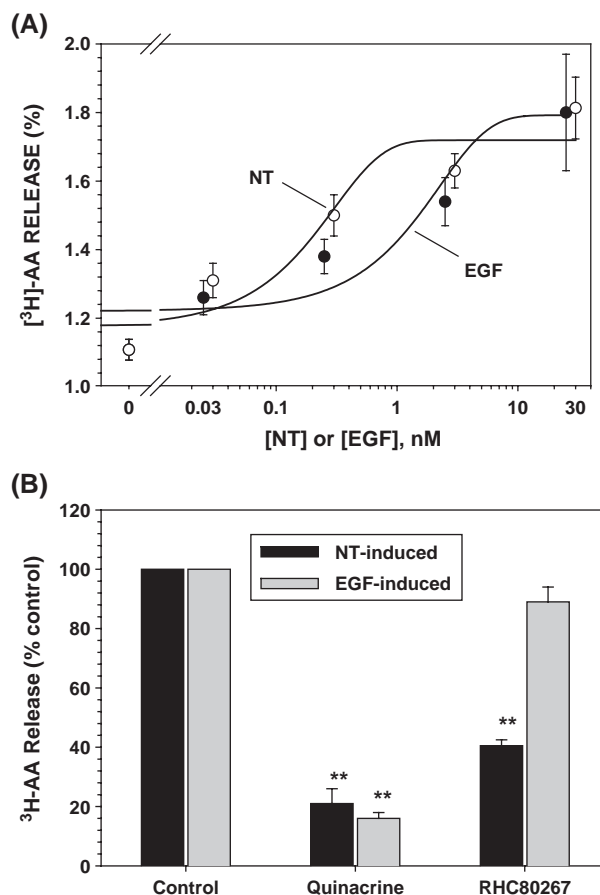 (A)
[³H]-AA RELEASE (%)
2.0
1.8
1.6
1.4
1.2
1.0
NT
EGF
0 0.03 0.1 1 10 30
[NT] or [EGF], nM
(B)
³H-AA Release (% control)
120
100
80
60
40
20
0
NT-induced
EGF-induced
** ** **
Control Quinacrine RHC80267